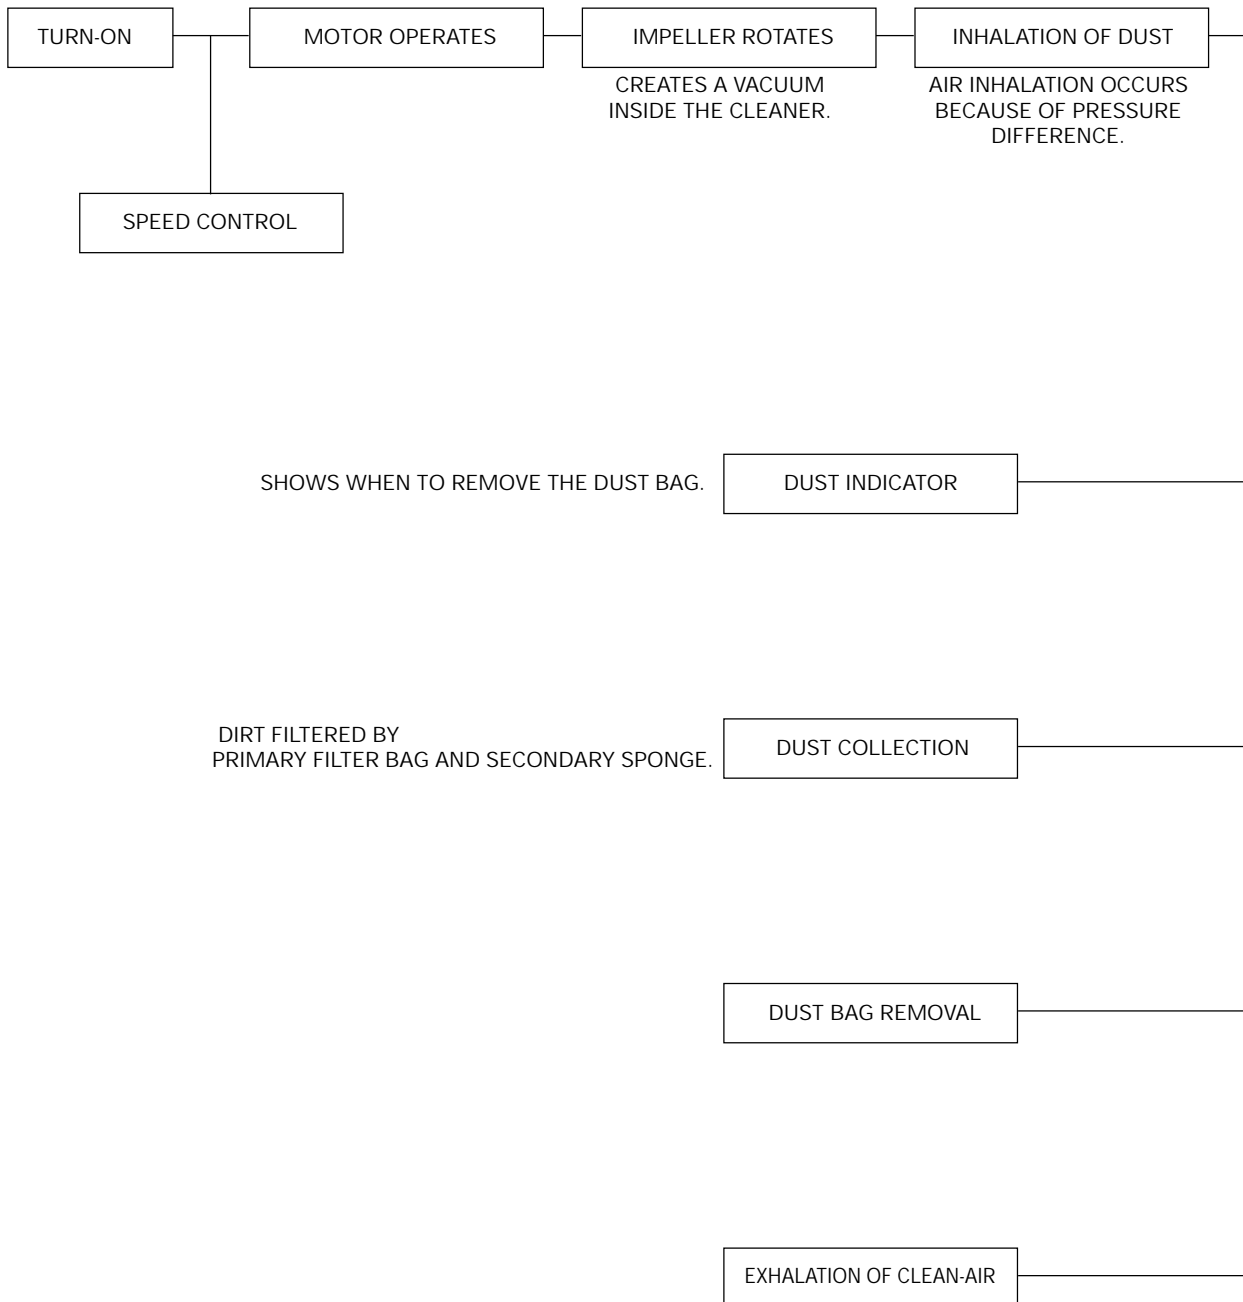 TURN-ON
MOTOR OPERATES
IMPELLER ROTATES
INHALATION OF DUST
CREATES A VACUUM
INSIDE THE CLEANER.
AIR INHALATION OCCURS
BECAUSE OF PRESSURE
DIFFERENCE.
SPEED CONTROL
SHOWS WHEN TO REMOVE THE DUST BAG.
DUST INDICATOR
DIRT FILTERED BY
PRIMARY FILTER BAG AND SECONDARY SPONGE.
DUST COLLECTION
DUST BAG REMOVAL
EXHALATION OF CLEAN-AIR